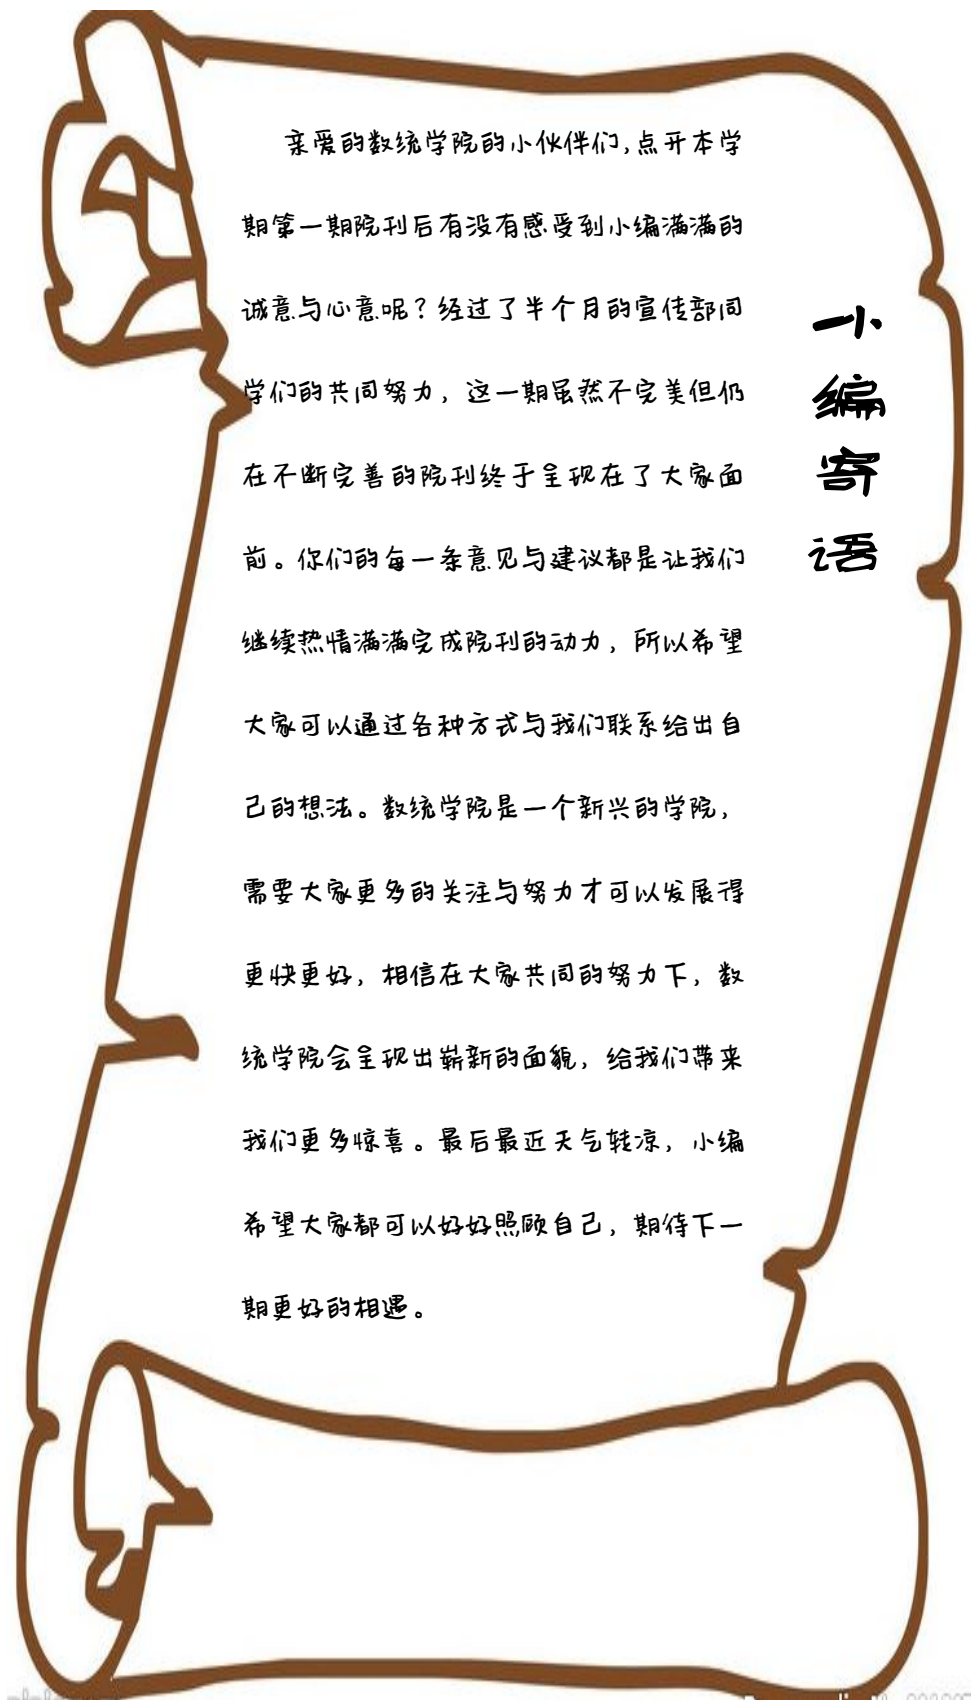 小编寄语
亲爱的数统学院的小伙伴们,点开本学
期第一期院刊后有没有感受到小编满满的
诚意与心意呢？经过了半个月的宣传部同
学们的共同努力，这一期虽然不完美但仍
在不断完善的院刊终于呈现在了大家面
前。你们的每一条意见与建议都是让我们
继续热情满满完成院刊的动力，所以希望
大家可以通过各种方式与我们联系给出自
己的想法。数统学院是一个新兴的学院，
需要大家更多的关注与努力才可以发展得
更快更好，相信在大家共同的努力下，数
统学院会呈现出崭新的面貌，给我们带来
我们更多惊喜。最后最近天气转凉，小编
希望大家都可以好好照顾自己，期待下一
期更好的相遇。